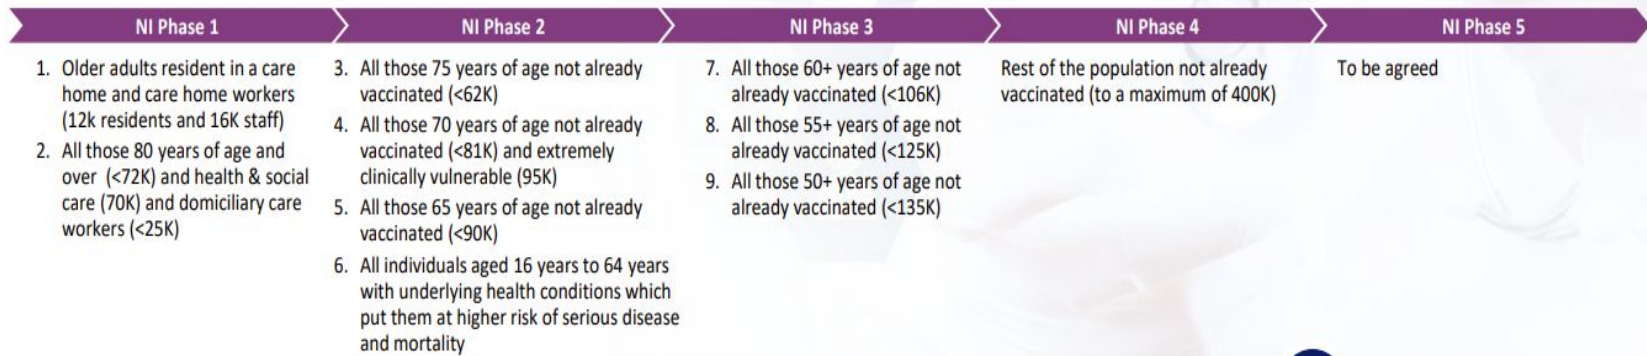 NI Phase 1
NI Phase 2
NI Phase 3
NI Phase 4
NI Phase 5
1. Older adults resident in a care
home and care home workers
(12k residents and 16K staff)
2. All those 80 years of age and
over (<72K) and health & social
care (70K) and domiciliary care
workers (<25K)
3. All those 75 years of age not already
vaccinated (<62K)
4. All those 70 years of age not already
vaccinated (<81K) and extremely
clinically vulnerable (95K)
5. All those 65 years of age not already
vaccinated (<90K)
6. All individuals aged 16 years to 64 years
with underlying health conditions which
put them at higher risk of serious disease
and mortality
7. All those 60+ years of age not
already vaccinated (<106K)
8. All those 55+ years of age not
already vaccinated (<125K)
9. All those 50+ years of age not
already vaccinated (<135K)
Rest of the population not already
vaccinated (to a maximum of 400K)
To be agreed